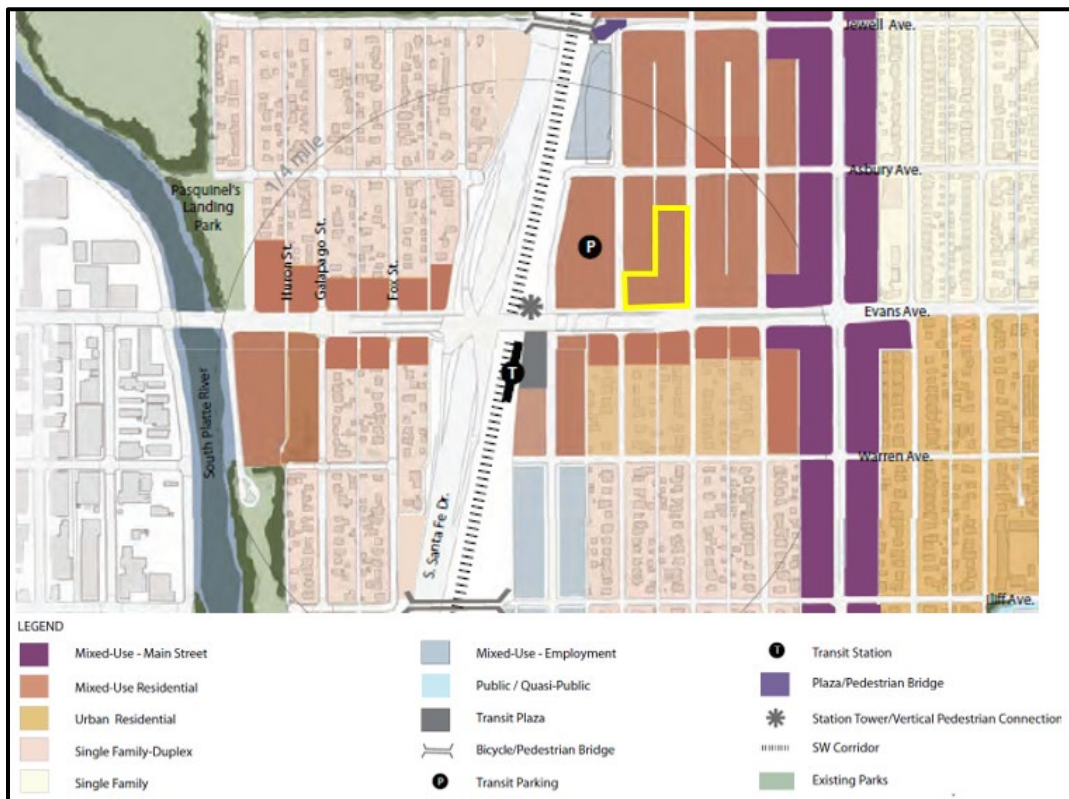 Jewell Ave.
1/4 mile
Asbury Ave.
Pasquinel's
Landing
Park
P
Huron St.
Galapago St.
Fox St.
Evans Ave.
T
South Platte River
Warren Ave.
S. Santa Fe Dr.
Iliff Ave.
LEGEND
Mixed-Use - Main Street
Mixed-Use Residential
Urban Residential
Single Family-Duplex
Single Family
Mixed-Use - Employment
Public / Quasi-Public
Transit Plaza
Bicycle/Pedestrian Bridge
P Transit Parking
T Transit Station
Plaza/Pedestrian Bridge
Station Tower/Vertical Pedestrian Connection
SW Corridor
Existing Parks